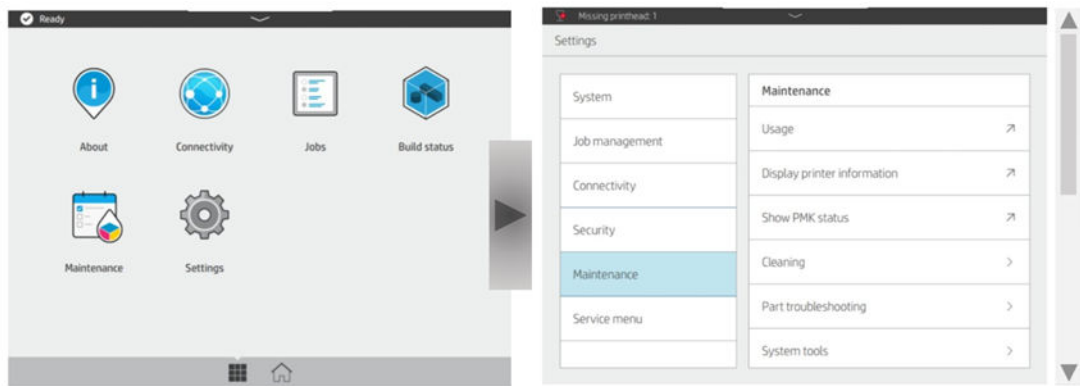 Ready
About
Connectivity
Jobs
Build status
Maintenance
Settings
Missing printhead: 1
Settings
System
Job management
Connectivity
Security
Maintenance
Service menu
Maintenance
Usage
Display printer information
Show PMK status
Cleaning
Part troubleshooting
System tools